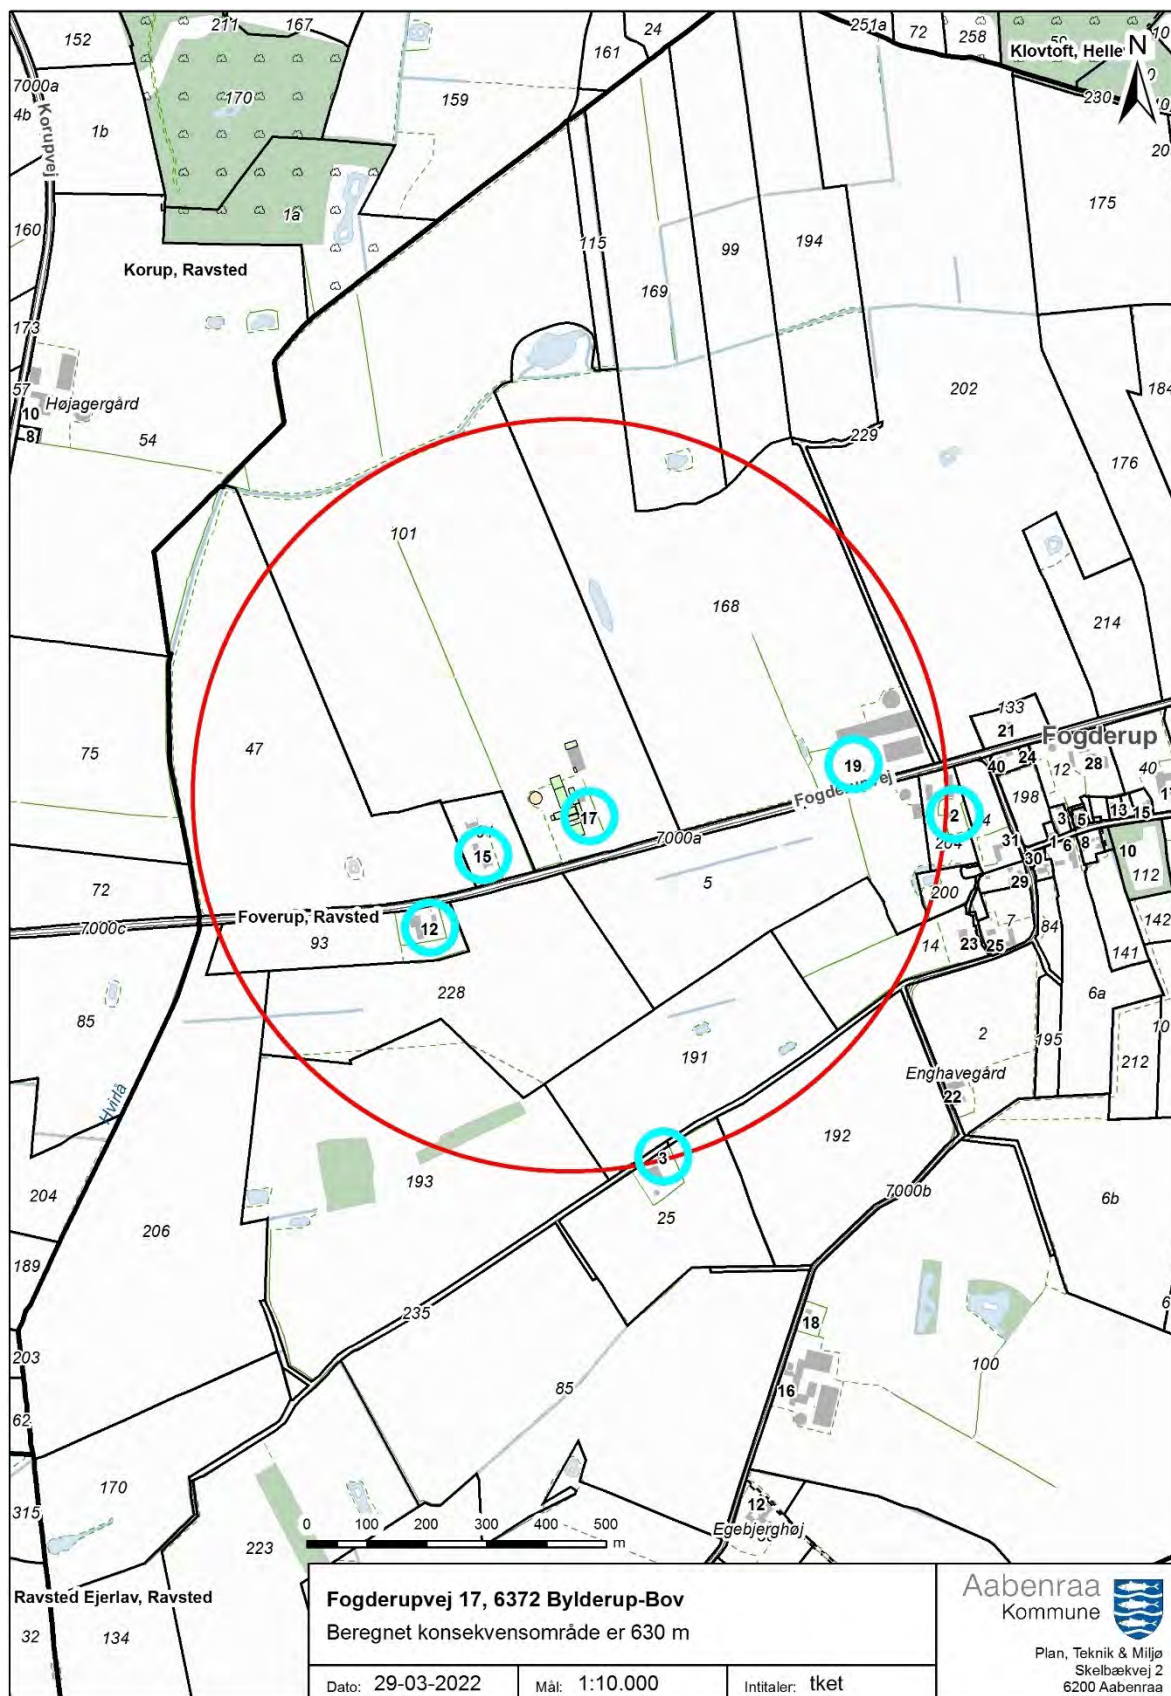 211
167
24
251a
72
258
50
10
152
161
Klovtoft, Helle
N
7000a
170
159
230
4b
Korupvej
1b
20
175
160
1a
115
99
194
Korup, Ravsted
169
173
202
184
57
10
Højagergård
8
54
229
176
101
168
214
47
133
21
Fogderup
75
19
40
24
12
28
40
Fogderupvej
198
17
2
4
3
5
13
15
7000a
31
1
6
8
15
204
30
10
72
5
200
29
112
Foverup, Ravsted
12
7000c
93
7
84
142
14
23
25
141
228
85
6a
2
195
10
191
212
Hvirlå
Enghavegård
22
192
3
193
204
7000b
6b
206
25
189
235
6
18
203
100
85
16
62
170
12
315
Egebjerghøj
0 100 200 300 400 500
m
223
Ravsted Ejerlav, Ravsted
32
134
Fogderupvej 17, 6372 Bylderup-Bov
Beregnet konsekvensområde er 630 m
Dato: 29-03-2022
Mål: 1:10.000
Intitaler: tket
Aabenraa
Kommune
Plan, Teknik & Miljø
Skelbækvej 2
6200 Aabenraa